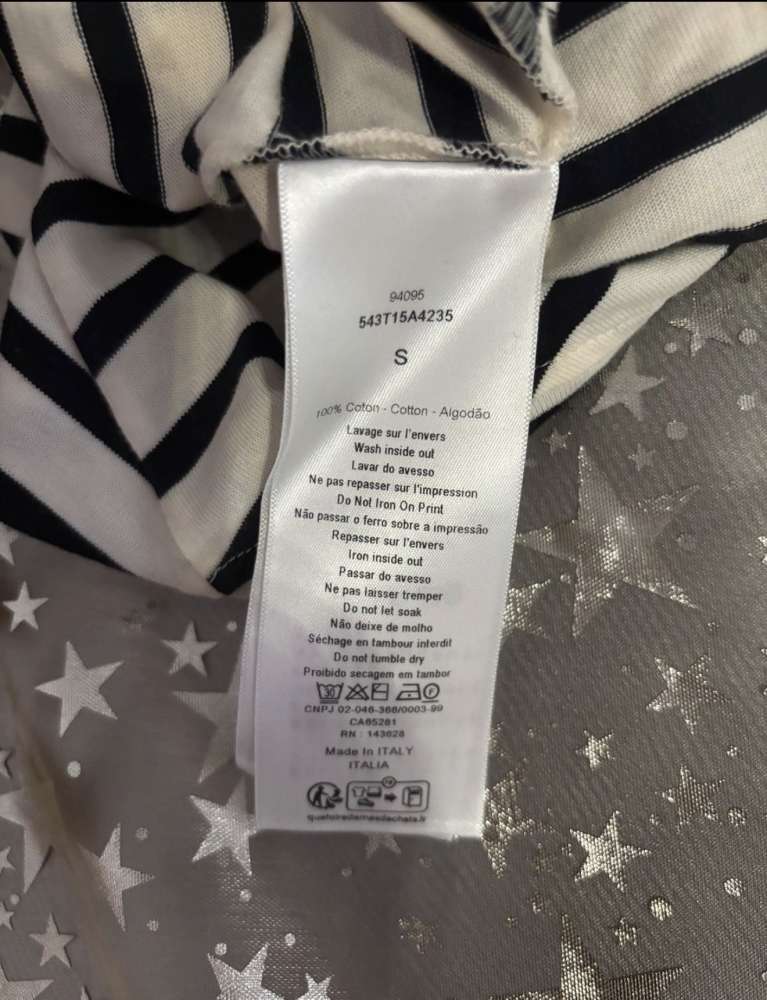 94095
543T15A4235
S
100% Coton - Cotton - Algodão
Lavage sur l'envers
Wash inside out
Lavar do avesso
Ne pas repasser sur l'impression
Do Not Iron On Print
Não passar o ferro sobre a impressão
Repasser sur l'envers
Iron inside out
Passar do avesso
Ne pas laisser tremper
Do not let soak
Não deixe de molho
Séchage en tambour interdit
Do not tumble dry
Proibido secagem em tambor
30
CNPJ 02-046-366/0003-99
CA65281
RN : 143628
Made In ITALY
ITALIA
quefairedemesdechets.fr